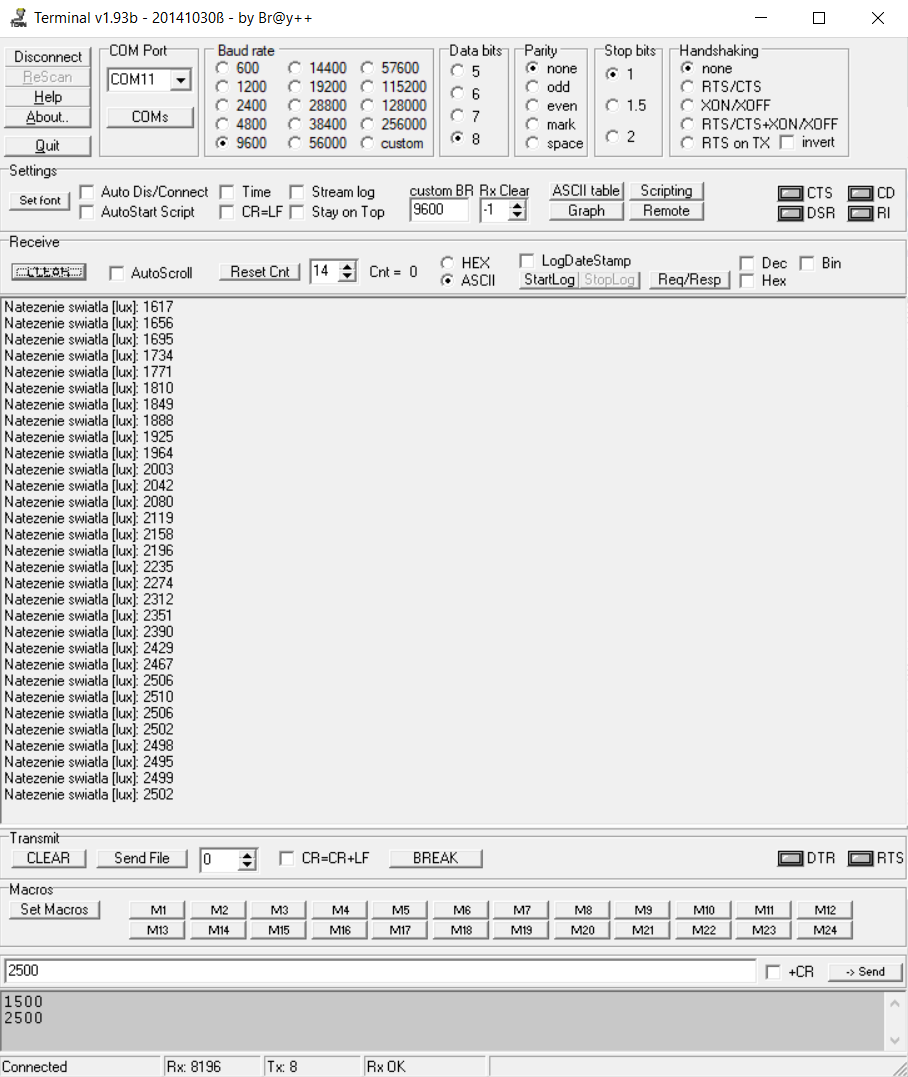 Terminal v1.93b - 20141030ß - by Br@y++
Disconnect
ReScan
Help
About..
Quit
COM Port
COM11
COMs
Baud rate
600 14400 57600
1200 19200 115200
2400 28800 128000
4800 38400 256000
9600 56000 custom
Data bits
5
6
7
8
Parity
none
odd
even
mark
space
Stop bits
1
1.5
2
Handshaking
none
RTS/CTS
XON/XOFF
RTS/CTS+XON/XOFF
RTS on TX invert
Settings
Set font
Auto Dis/Connect Time Stream log
AutoStart Script CR=LF Stay on Top
custom BR Rx Clear
9600 -1
ASCII table Scripting
Graph Remote
CTS CD
DSR RI
Receive
CLEAR
AutoScroll
Reset Cnt
14
Cnt = 0
HEX
ASCII
LogDateStamp
StartLog StopLog
Req/Resp
Dec Bin
Hex
Natezenie swiatla [lux]: 1617
Natezenie swiatla [lux]: 1656
Natezenie swiatla [lux]: 1695
Natezenie swiatla [lux]: 1734
Natezenie swiatla [lux]: 1771
Natezenie swiatla [lux]: 1810
Natezenie swiatla [lux]: 1849
Natezenie swiatla [lux]: 1888
Natezenie swiatla [lux]: 1925
Natezenie swiatla [lux]: 1964
Natezenie swiatla [lux]: 2003
Natezenie swiatla [lux]: 2042
Natezenie swiatla [lux]: 2080
Natezenie swiatla [lux]: 2119
Natezenie swiatla [lux]: 2158
Natezenie swiatla [lux]: 2196
Natezenie swiatla [lux]: 2235
Natezenie swiatla [lux]: 2274
Natezenie swiatla [lux]: 2312
Natezenie swiatla [lux]: 2351
Natezenie swiatla [lux]: 2390
Natezenie swiatla [lux]: 2429
Natezenie swiatla [lux]: 2467
Natezenie swiatla [lux]: 2506
Natezenie swiatla [lux]: 2510
Natezenie swiatla [lux]: 2506
Natezenie swiatla [lux]: 2502
Natezenie swiatla [lux]: 2498
Natezenie swiatla [lux]: 2495
Natezenie swiatla [lux]: 2499
Natezenie swiatla [lux]: 2502
Transmit
CLEAR Send File 0 CR=CR+LF BREAK DTR RTS
Macros
Set Macros
M1 M2 M3 M4 M5 M6 M7 M8 M9 M10 M11 M12
M13 M14 M15 M16 M17 M18 M19 M20 M21 M22 M23 M24
2500 +CR -> Send
1500
2500
Connected Rx: 8196 Tx: 8 Rx OK